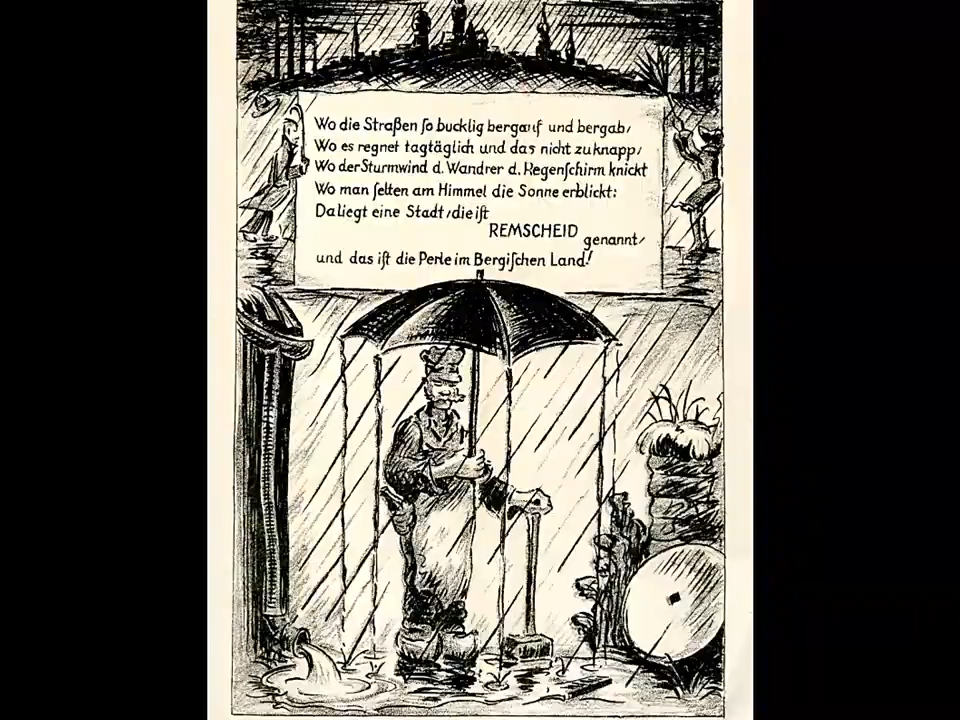 Wo die Straßen ſo bucklig bergauf und bergab,
Wo es regnet tagtäglich und das nicht zu knapp,
Wo der Sturmwind d. Wandrer d. Regenſchirm knickt
Wo man ſelten am Himmel die Sonne erblickt:
Da liegt eine Stadt, die iſt
REMSCHEID genannt,
und das iſt die Perle im Bergiſchen Land!